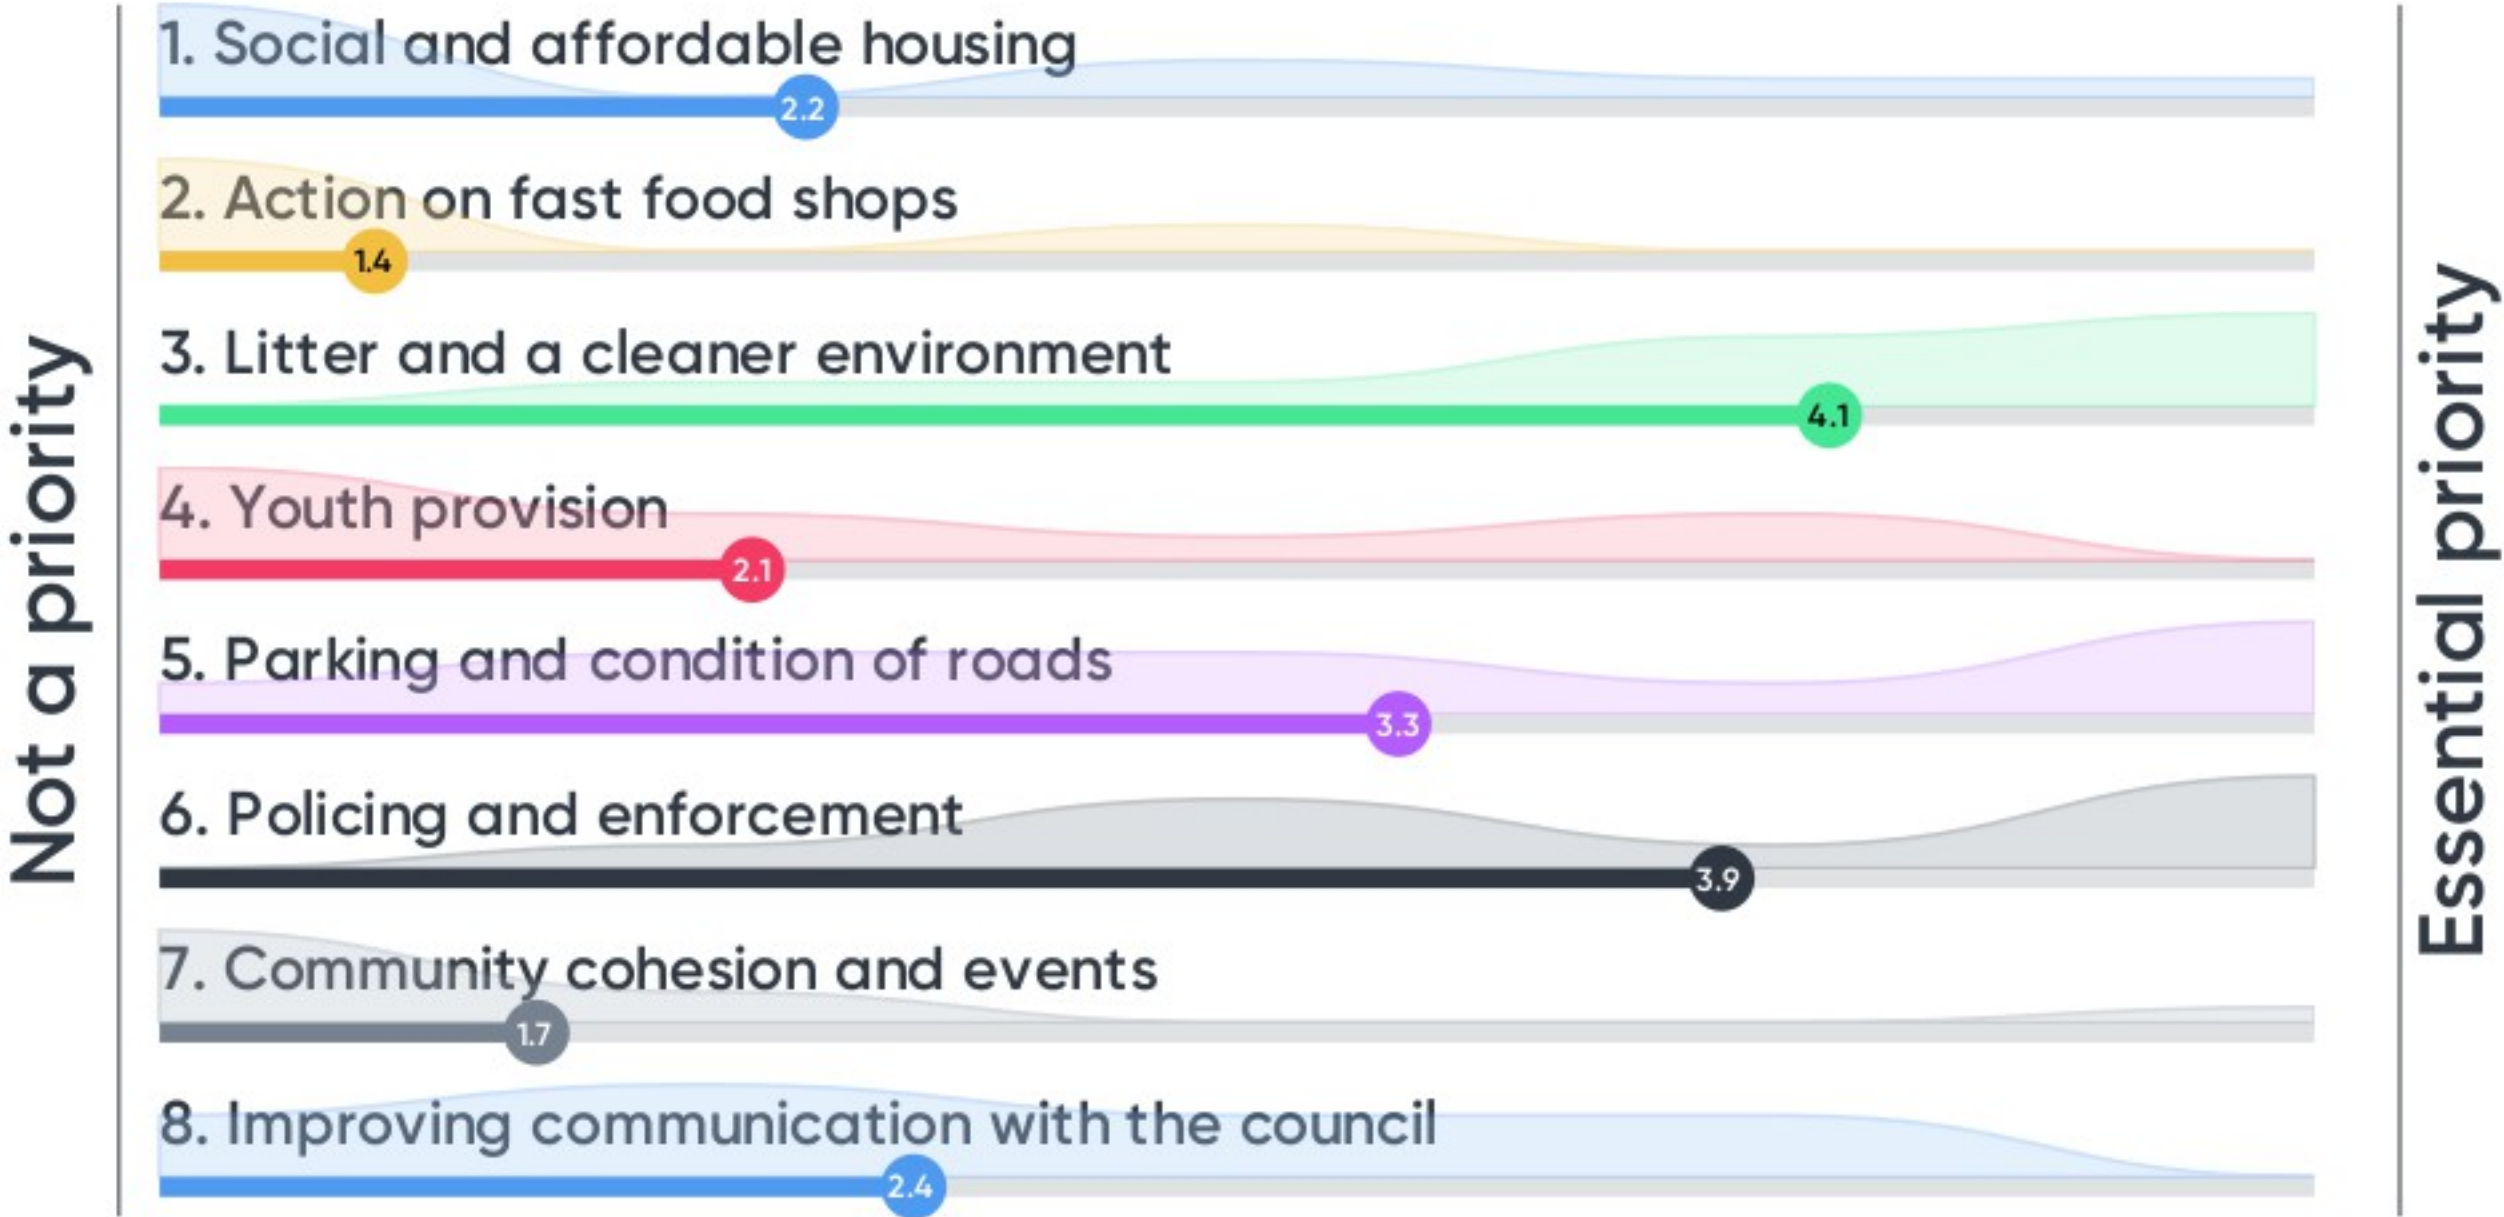 Not a priority
1. Social and affordable housing
2.2
2. Action on fast food shops
1.4
3. Litter and a cleaner environment
4.1
4. Youth provision
2.1
5. Parking and condition of roads
3.3
6. Policing and enforcement
3.9
7. Community cohesion and events
1.7
8. Improving communication with the council
2.4
Essential priority